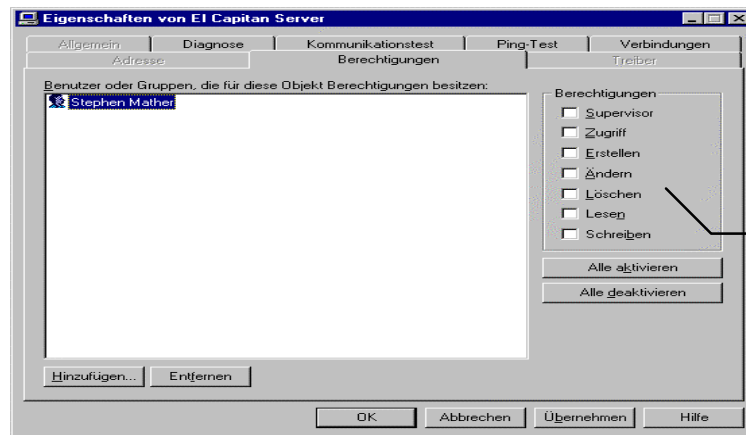 Eigenschaften von El Capitan Server
Allgemein Diagnose Kommunikationstest Ping-Test Verbindungen
Adresse Berechtigungen Treiber
Benutzer oder Gruppen, die für diese Objekt Berechtigungen besitzen:
Stephen Mather
Berechtigungen
Supervisor
Zugriff
Erstellen
Ändern
Löschen
Lesen
Schreiben
Alle aktivieren
Alle deaktivieren
Hinzufügen... Entfernen
OK Abbrechen Übernehmen Hilfe